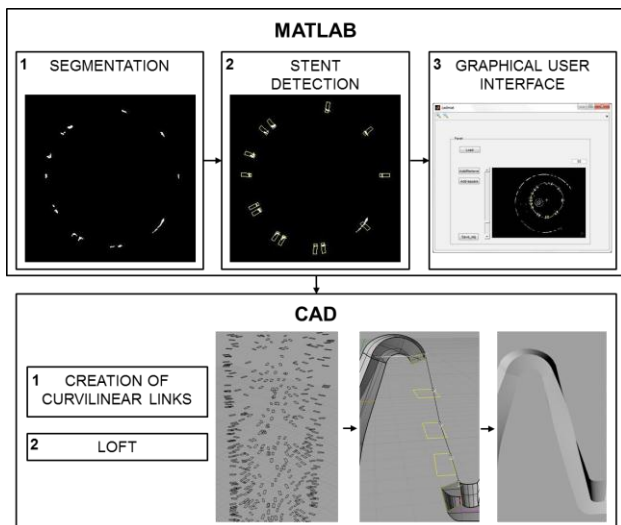 MATLAB
1 SEGMENTATION
2 STENT
DETECTION
3 GRAPHICAL USER
INTERFACE
Load
CAD
1 CREATION OF
CURVILINEAR LINKS
2 LOFT